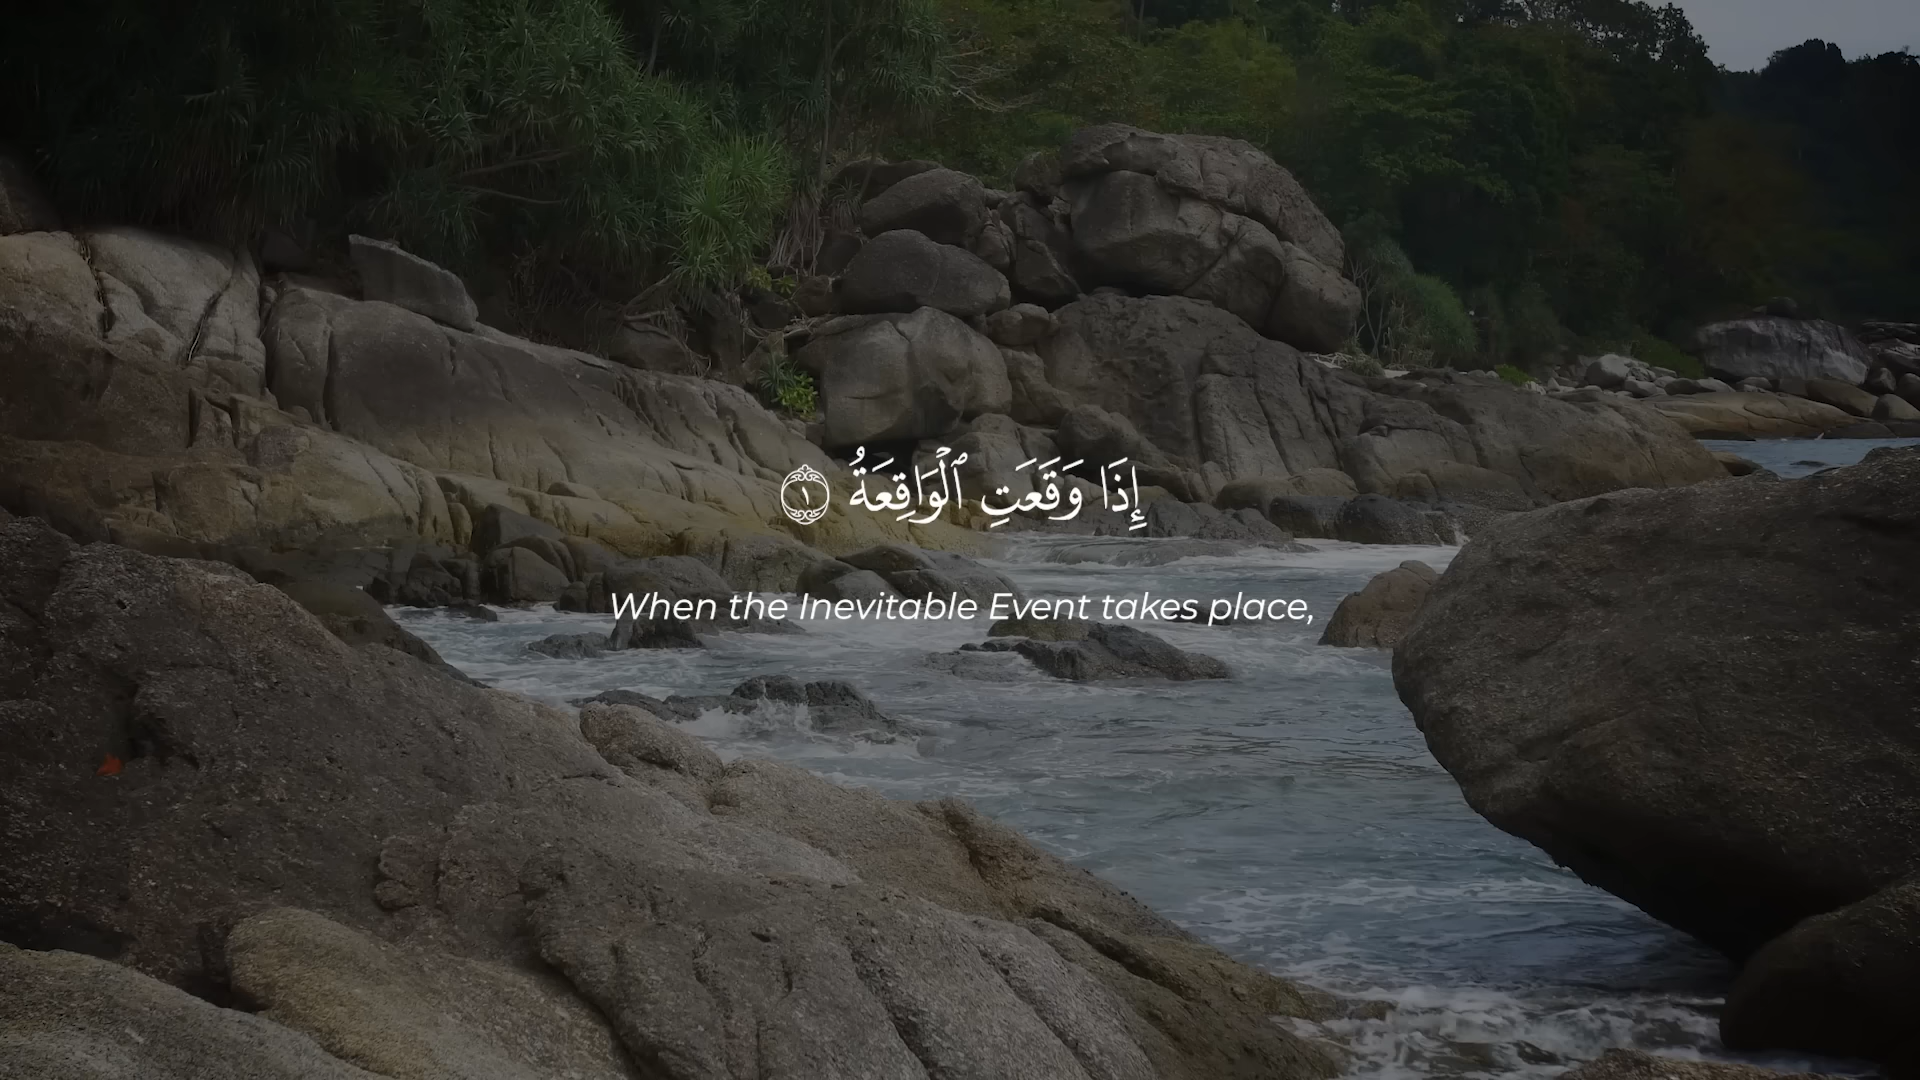 إِذَا وَقَعَتِ ٱلْوَاقِعَةُ ١
When the Inevitable Event takes place,